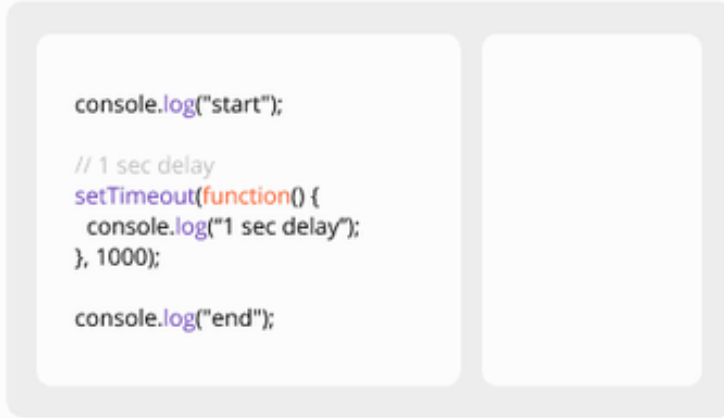 console.log("start");
// 1 sec delay
setTimeout(function() {
console.log("1 sec delay");
}, 1000);
console.log("end");